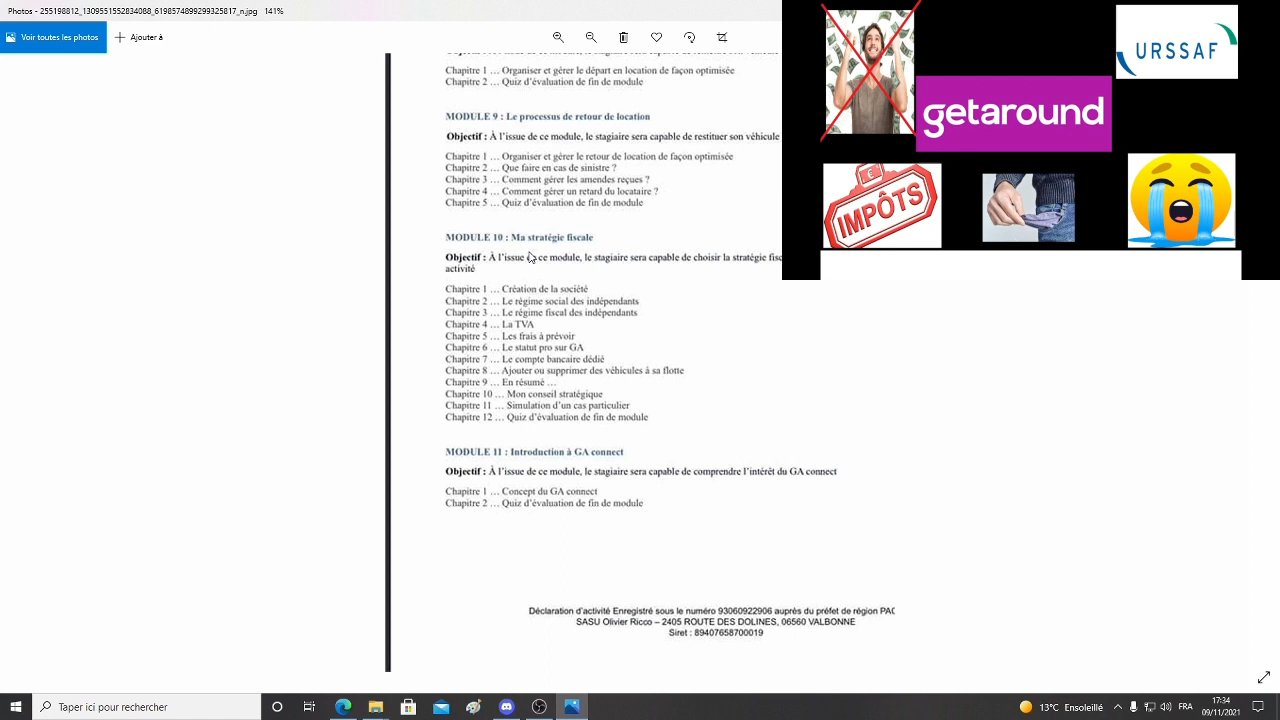 Photos - 255198812_1309551552834088_6198574899299325817_n.jpg - 141%
Voir toutes les photos
Ajouter à
Chapitre 1 … Organiser et gérer le départ en location de façon optimisée
Chapitre 2 … Quiz d'évaluation de fin de module
MODULE 9 : Le processus de retour de location
Objectif : À l'issue de ce module, le stagiaire sera capable de restituer son véhicule
Chapitre 1 … Organiser et gérer le retour de location de façon optimisée
Chapitre 2 … Que faire en cas de sinistre ?
Chapitre 3 … Comment gérer les amendes reçues ?
Chapitre 4 … Comment gérer un retard du locataire ?
Chapitre 5 … Quiz d'évaluation de fin de module
MODULE 10 : Ma stratégie fiscale
Objectif : À l'issue de ce module, le stagiaire sera capable de choisir la stratégie
activité
Chapitre 1 … Création de la société
Chapitre 2 … Le régime social des indépendants
Chapitre 3 … Le régime fiscal des indépendants
Chapitre 4 … La TVA
Chapitre 5 … Les frais à prévoir
Chapitre 6 … Le statut pro sur GA
Chapitre 7 … Le compte bancaire dédié
Chapitre 8 … Ajouter ou supprimer des véhicules à sa flotte
Chapitre 9 … En résumé …
Chapitre 10 … Mon conseil stratégique
Chapitre 11 … Simulation d'un cas particulier
Chapitre 12 … Quiz d'évaluation de fin de module
MODULE 11 : Introduction à GA connect
Objectif : À l'issue de ce module, le stagiaire sera capable de comprendre l'intérêt du GA connect
Chapitre 1 … Concept du GA connect
Chapitre 2 … Quiz d'évaluation de fin de module
Déclaration d'activité Enregistré sous le numéro 93060922906 auprès du préfet de région
SASU Olivier Ricco – 2405 ROUTE DES DOLINES, 06560 VALBONNE
Siret : 89407658700019
URSSAF
getaround
IMPÔTS
Taper ici pour rechercher
11:34
09/11/2021